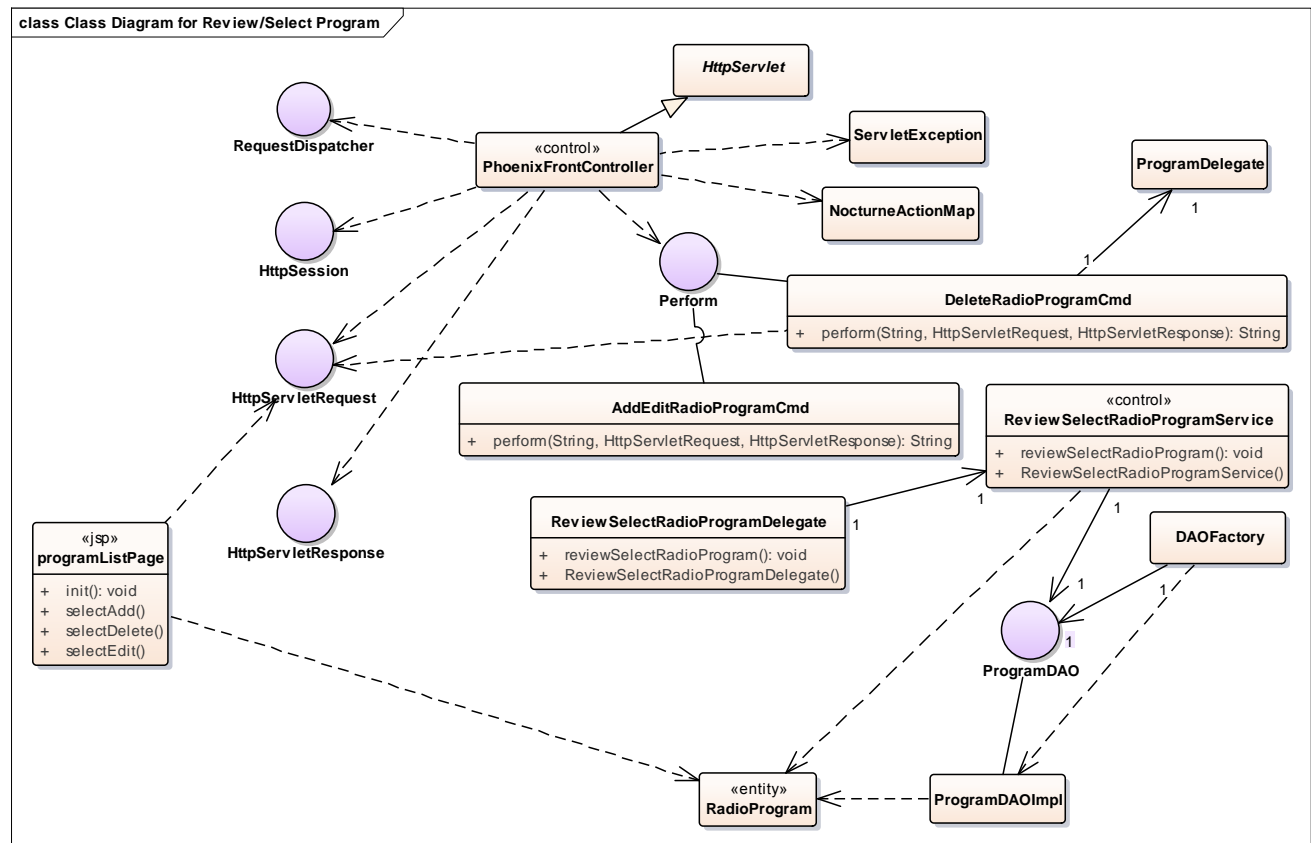 class Class Diagram for Review/Select Program
HttpServlet
RequestDispatcher
«control»
PhoenixFrontController
ServletException
ProgramDelegate
1
NocturneActionMap
HttpSession
Perform
1
DeleteRadioProgramCmd
+ perform(String, HttpServletRequest, HttpServletResponse): String
HttpServletRequest
AddEditRadioProgramCmd
+ perform(String, HttpServletRequest, HttpServletResponse): String
«control»
ReviewSelectRadioProgramService
+ reviewSelectRadioProgram(): void
+ ReviewSelectRadioProgramService()
1
1
1
HttpServletResponse
ReviewSelectRadioProgramDelegate
+ reviewSelectRadioProgram(): void
+ ReviewSelectRadioProgramDelegate()
«jsp»
programListPage
+ init(): void
+ selectAdd()
+ selectDelete()
+ selectEdit()
DAOFactory
1
1
1
ProgramDAO
«entity»
RadioProgram
ProgramDAOImpl